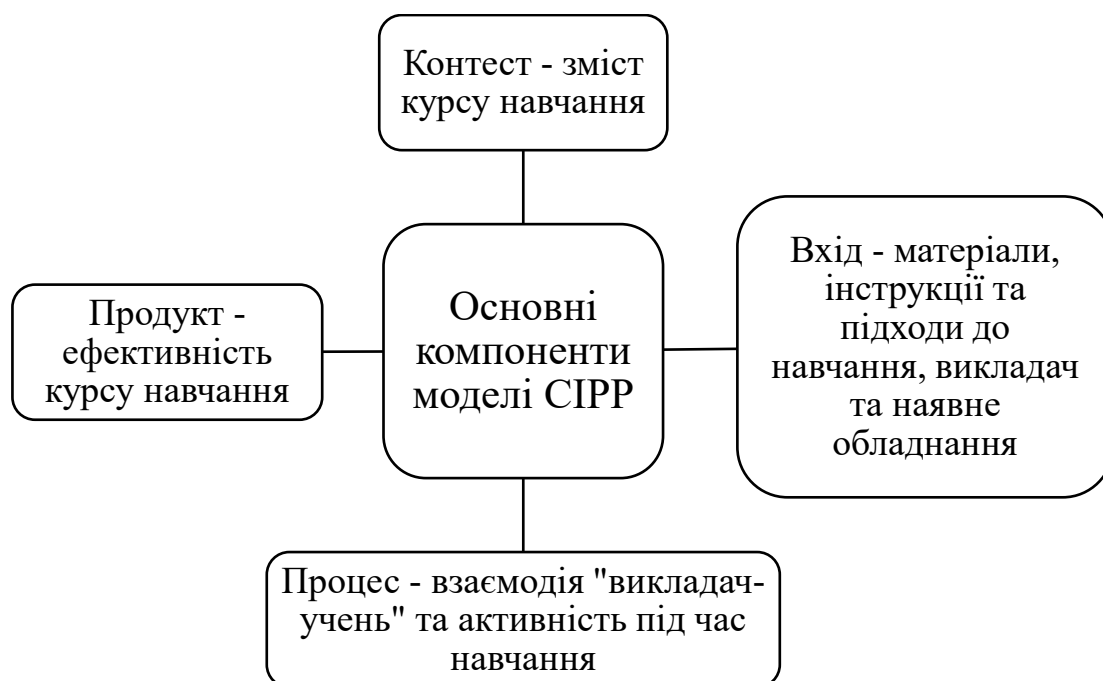 Контест - зміст
курсу навчання
Вхід - матеріали,
інструкції та
підходи до
навчання, викладач
та наявне
обладнання
Основні
компоненти
моделі CIPP
Продукт -
ефективність
курсу навчання
Процес - взаємодія "викладач-
учень" та активність під час
навчання